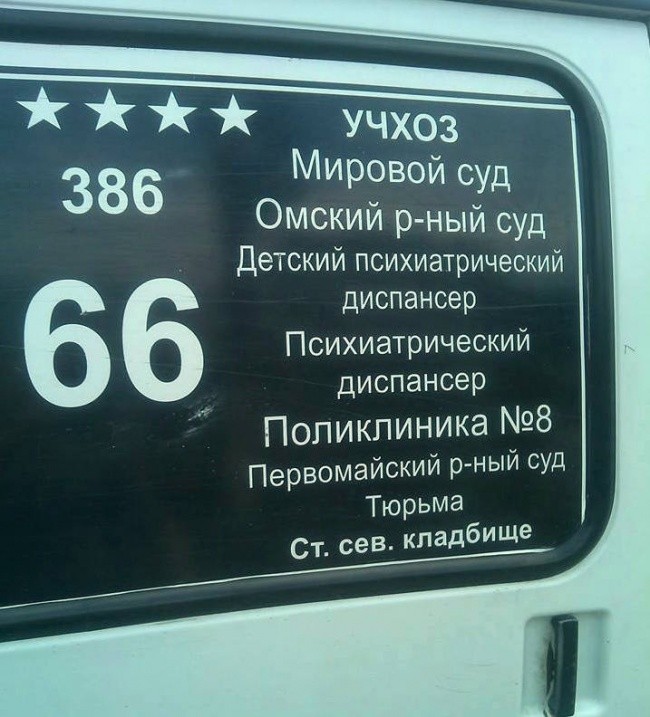 ★★★★
386
66
УЧХОЗ
Мировой суд
Омский р-ный суд
Детский психиатрический
диспансер
Психиатрический
диспансер
Поликлиника №8
Первомайский р-ный суд
Тюрьма
Ст. сев. кладбище